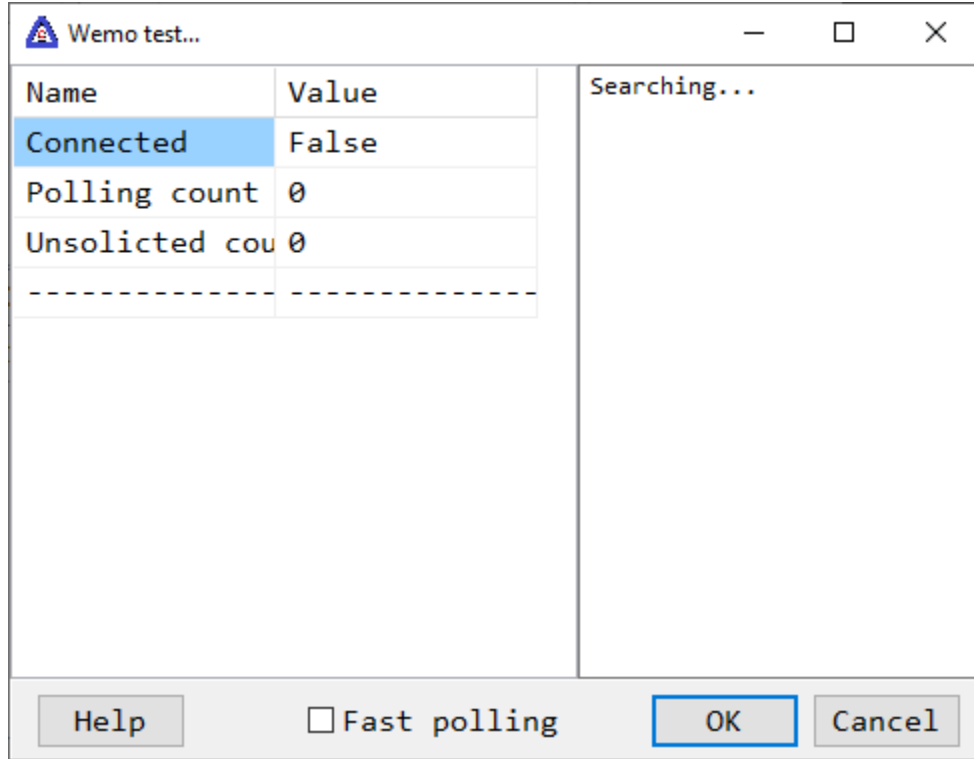 Wemo test...
Name Value
Connected False
Polling count 0
Unsolicted cou 0
-------------- --------------
Searching...
Help Fast polling OK Cancel